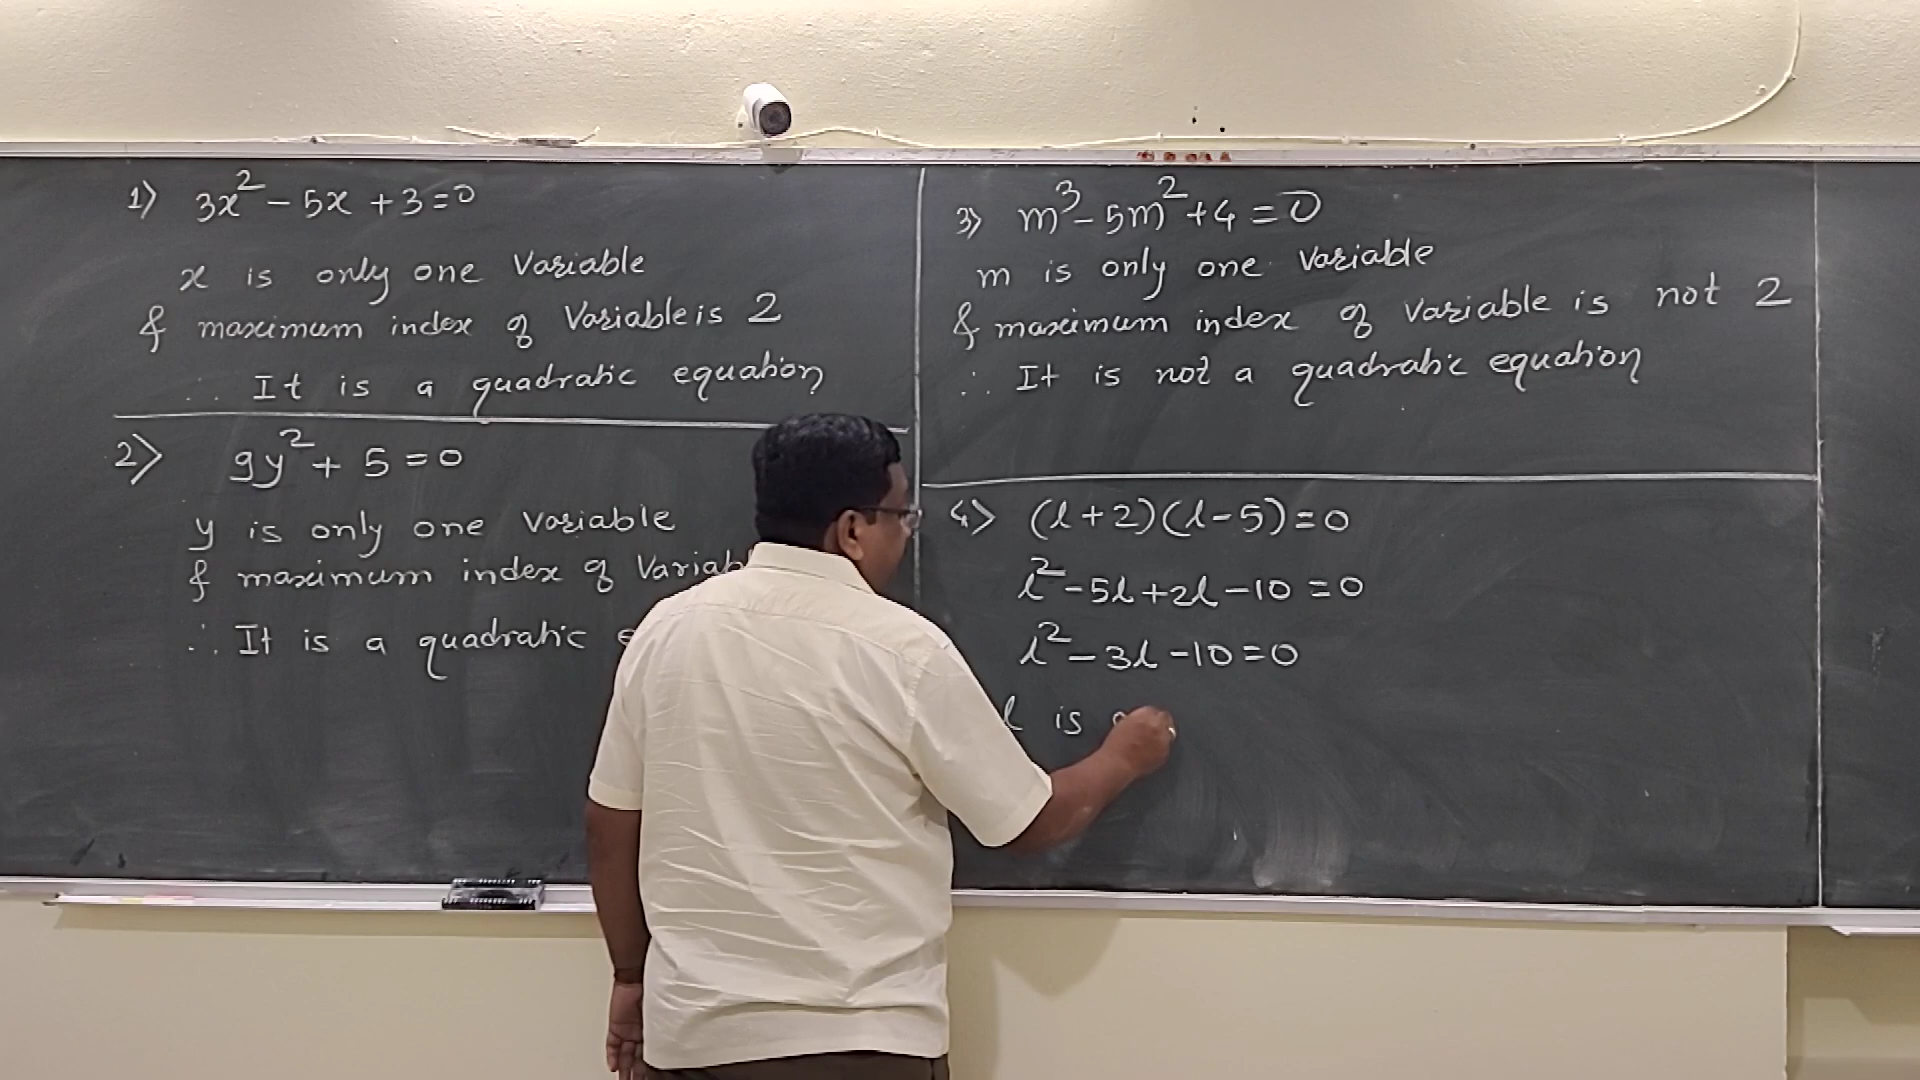 1) 3x² - 5x + 3 = 0
x is only one Variable
& maximum index of Variable is 2
∴ It is a quadratic equation
2) 9y² + 5 = 0
y is only one Variable
& maximum index of
∴ It is a quadratic
3) m³ - 5m² + 4 = 0
m is only one Variable
& maximum index of Variable is not 2
∴ It is not a quadratic equation
4) (l+2)(l-5) = 0
l² - 5l + 2l - 10 = 0
l² - 3l - 10 = 0
l is